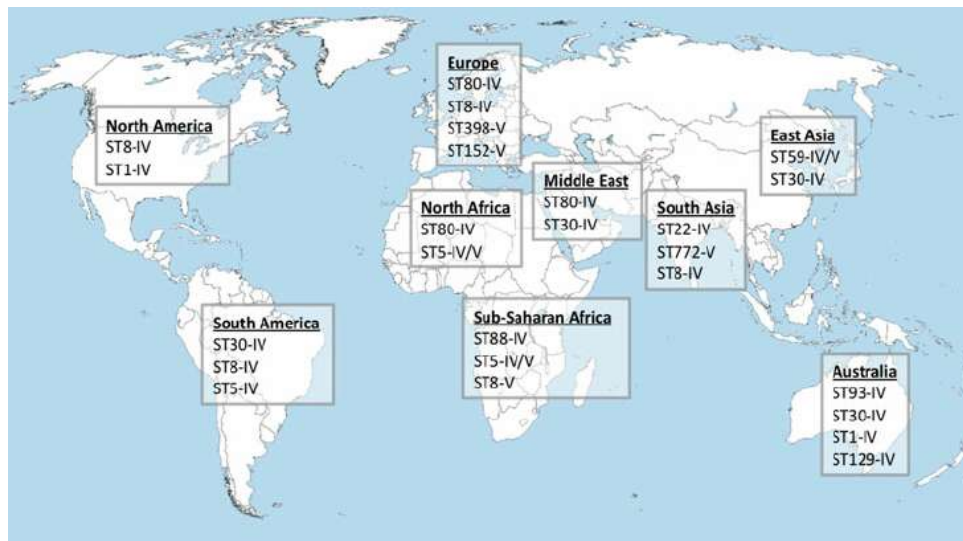 Europe
ST80-IV
ST8-IV
ST398-V
ST152-V
North America
ST8-IV
ST1-IV
East Asia
ST59-IV/V
ST30-IV
Middle East
ST80-IV
ST30-IV
North Africa
ST80-IV
ST5-IV/V
South Asia
ST22-IV
ST772-V
ST8-IV
South America
ST30-IV
ST8-IV
ST5-IV
Sub-Saharan Africa
ST88-IV
ST5-IV/V
ST8-V
Australia
ST93-IV
ST30-IV
ST1-IV
ST129-IV